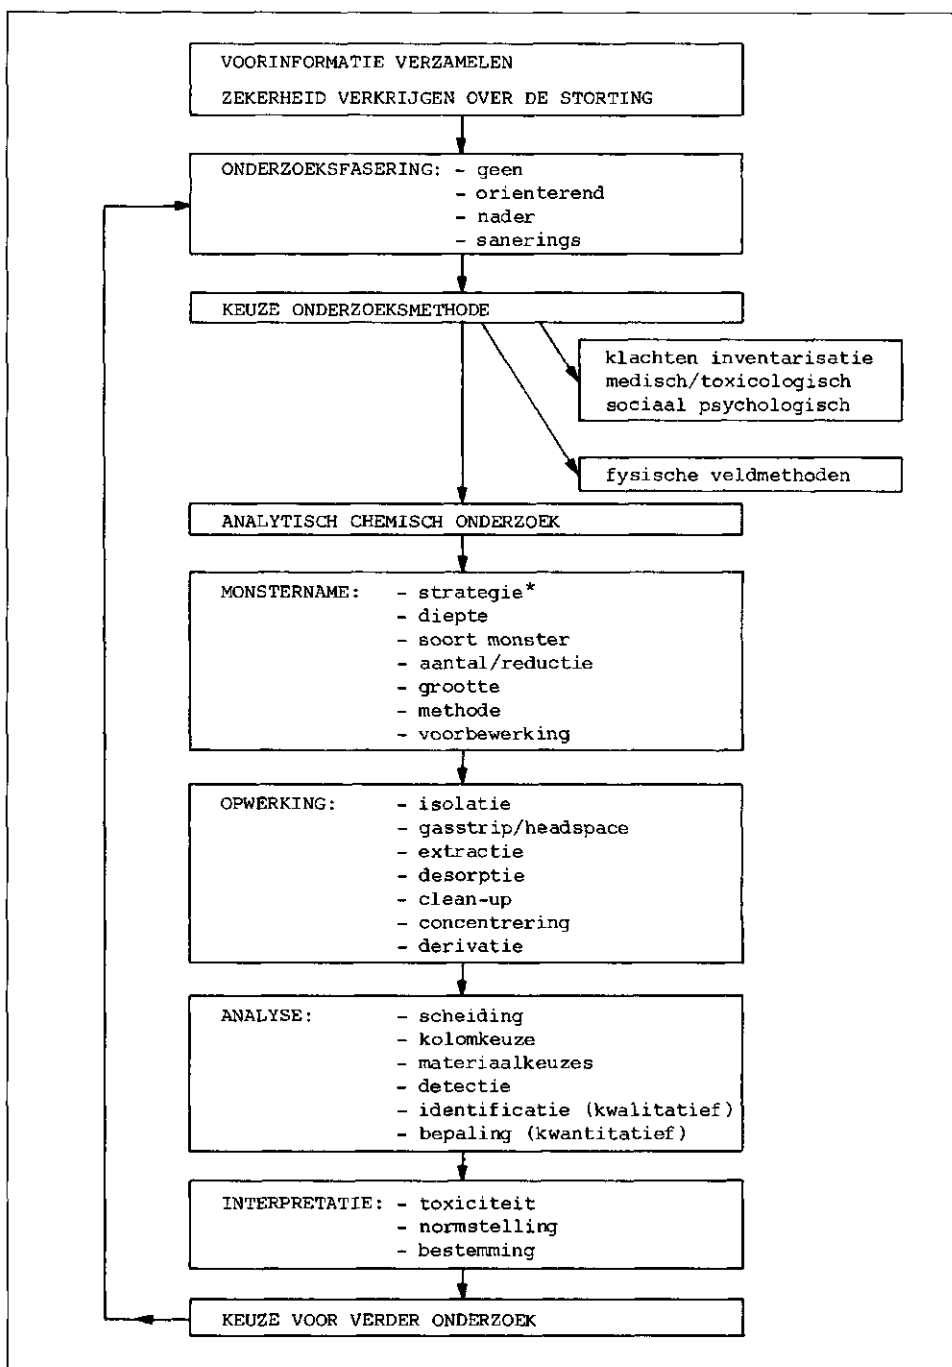 VOORINFORMATIE VERZAMELEN
ZEKERHEID VERKRIJGEN OVER DE STORTING
ONDERZOEKSFASERING: - geen
- orienterend
- nader
- sanerings
KEUZE ONDERZOEKSMETHODE
klachten inventarisatie
medisch/toxicologisch
sociaal psychologisch
fysische veldmethoden
ANALYTISCH CHEMISCH ONDERZOEK
MONSTERNAME: - strategie*
- diepte
- soort monster
- aantal/reductie
- grootte
- methode
- voorbewerking
OPWERKING: - isolatie
- gasstrip/headspace
- extractie
- desorptie
- clean-up
- concentrering
- derivatie
ANALYSE: - scheiding
- kolomkeuze
- materiaalkeuzes
- detectie
- identificatie (kwalitatief)
- bepaling (kwantitatief)
INTERPRETATIE: - toxiciteit
- normstelling
- bestemming
KEUZE VOOR VERDER ONDERZOEK